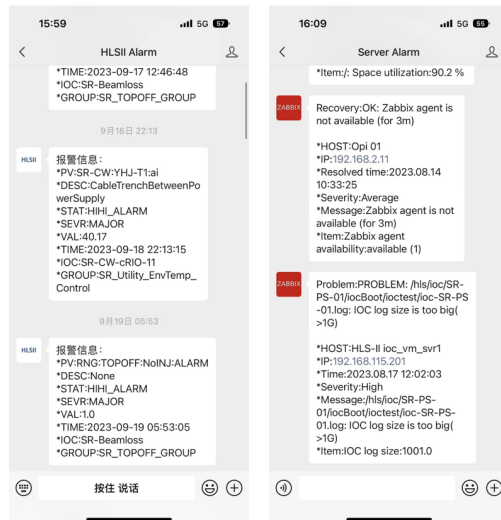 15:59
5G 57
HLSII Alarm
*TIME:2023-09-17 12:46:48
*IOC:SR-Beamloss
*GROUP:SR_TOPOFF_GROUP
9月18日 22:13
HLSII
报警信息:
*PV:SR-CW:YHJ-T1:ai
*DESC:CableTrenchBetweenPo
werSupply
*STAT:HIHI_ALARM
*SEVR:MAJOR
*VAL:40.17
*TIME:2023-09-18 22:13:15
*IOC:SR-CW-cRIO-11
*GROUP:SR_Utility_EnvTemp_
Control
9月19日 05:53
HLSII
报警信息:
*PV:RNG:TOPOFF:NoINJ:ALARM
*DESC:None
*STAT:HIHI_ALARM
*SEVR:MAJOR
*VAL:1.0
*TIME:2023-09-19 05:53:05
*IOC:SR-Beamloss
*GROUP:SR_TOPOFF_GROUP
按住 说话
16:09
5G 55
Server Alarm
*Item:/: Space utilization:90.2 %
ZABBIX
Recovery:OK: Zabbix agent is
not available (for 3m)
*HOST:Opi 01
*IP:192.168.2.11
*Resolved time:2023.08.14
10:33:25
*Severity:Average
*Message:Zabbix agent is not
available (for 3m)
*Item:Zabbix agent
availability:available (1)
ZABBIX
Problem:PROBLEM: /hls/ioc/SR-
PS-01/iocBoot/ioctest/ioc-SR-PS
-01.log: IOC log size is too big(
>1G)
*HOST:HLS-II ioc_vm_svr1
*IP:192.168.115.201
*Time:2023.08.17 12:02:03
*Severity:High
*Message:/hls/ioc/SR-PS-
01/iocBoot/ioctest/ioc-SR-PS-
01.log: IOC log size is too big(
>1G)
*Item:IOC log size:1001.0